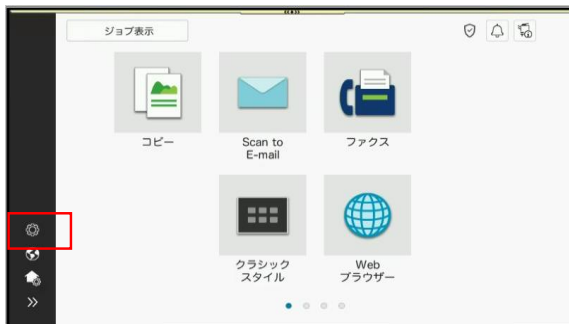 ジョブ表示
コピー
Scan to
E-mail
ファクス
クラシック
スタイル
Web
ブラウザー